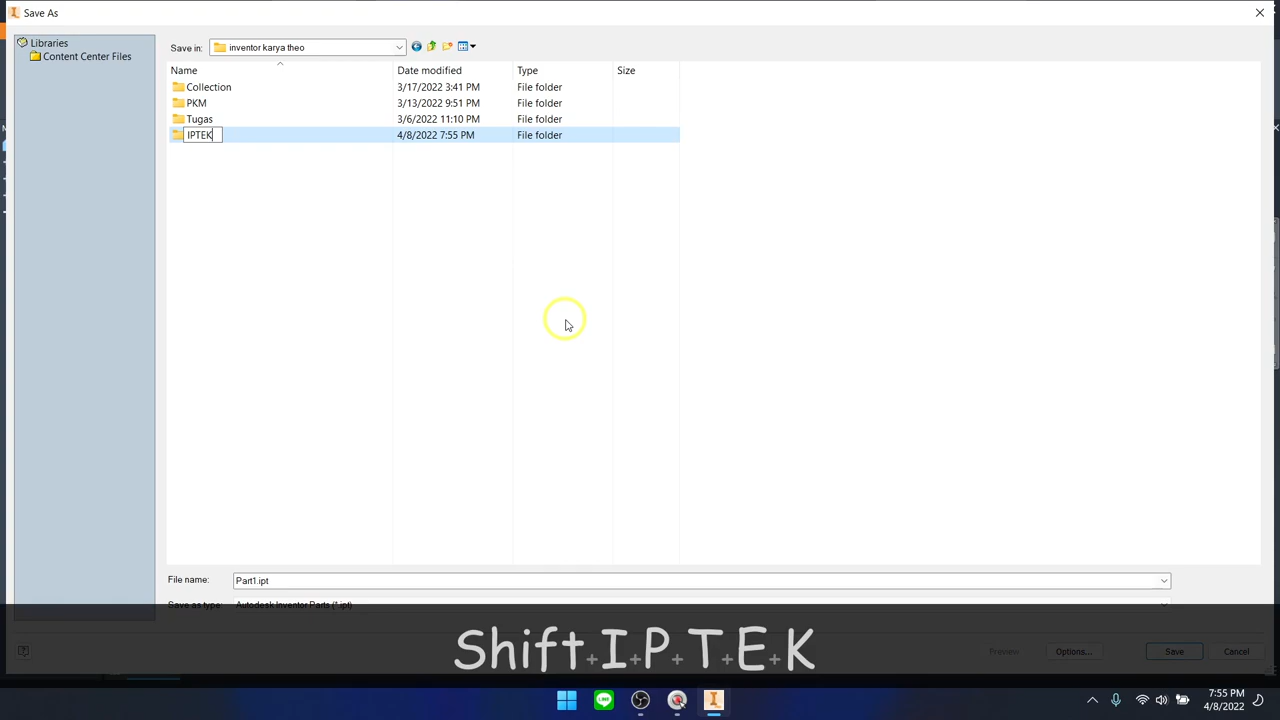 Save As
Libraries
Content Center Files
Save in: inventor karya theo
Name Date modified Type Size
Collection 3/17/2022 3:41 PM File folder
PKM 3/13/2022 9:51 PM File folder
Tugas 3/6/2022 11:10 PM File folder
IPTEK 4/8/2022 7:55 PM File folder
File name: Part1.ipt
Save as type: Autodesk Inventor Parts (*.ipt)
Shift+I+P+T+E+K
Preview Options... Save Cancel
LINE
7:55 PM
4/8/2022